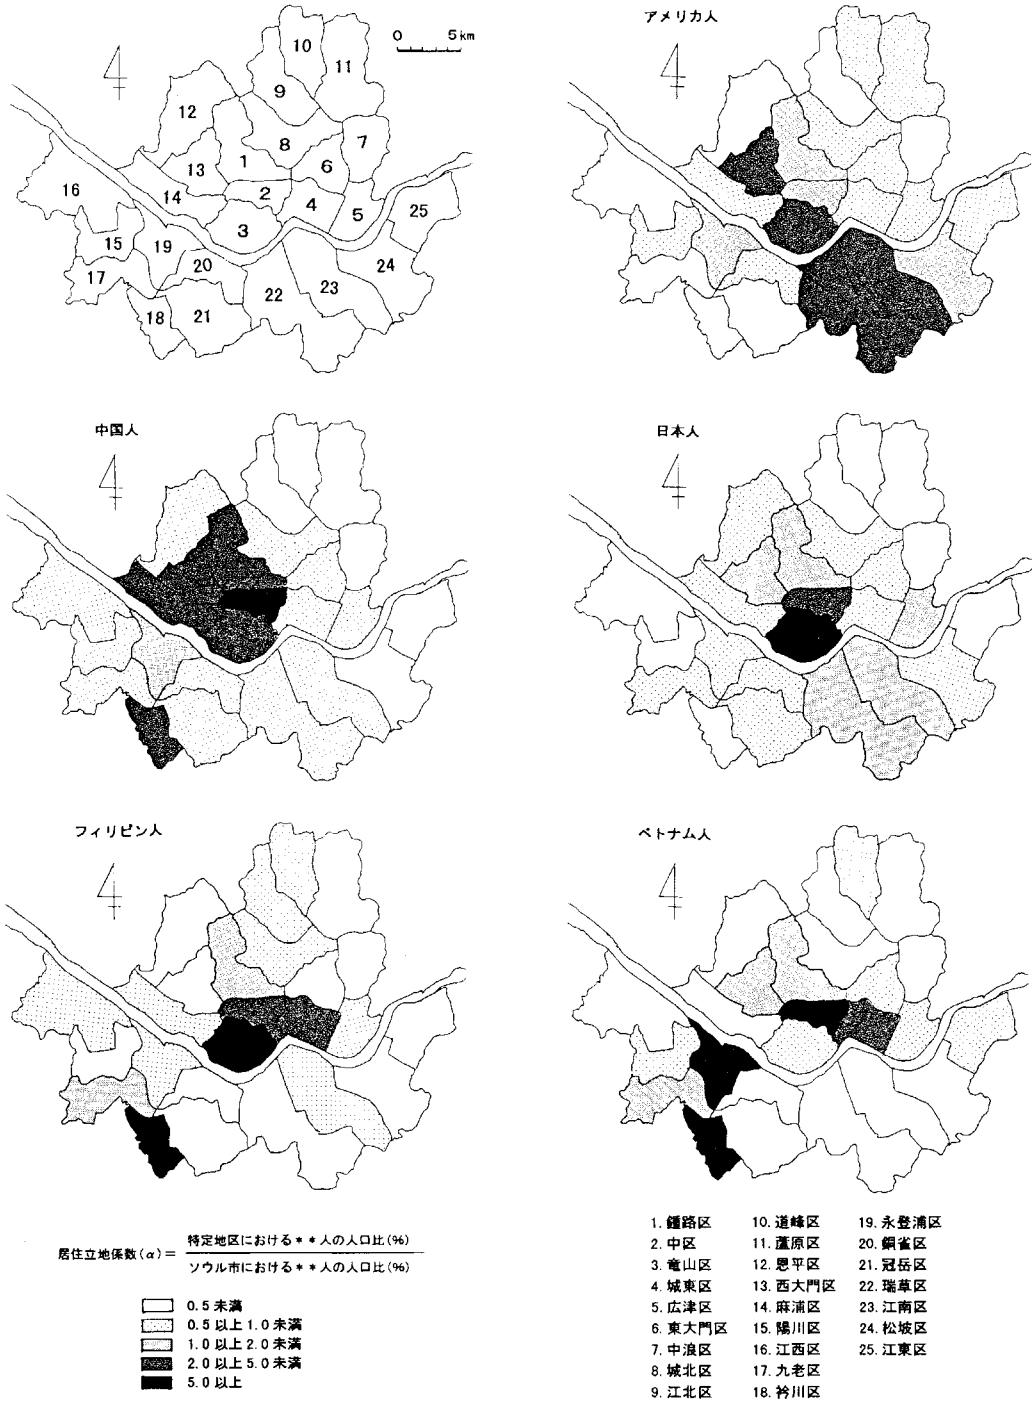 0 5km
10
11
9
12
8
7
1
6
13
2
14
4
16
3
5
25
15
19
20
24
17
22
23
18
21
アメリカ人
中国人
日本人
フィリピン人
ベトナム人
居住立地係数(α)＝
特定地区における＊＊人の人口比(%)
ソウル市における＊＊人の人口比(%)
0.5未満
0.5以上1.0未満
1.0以上2.0未満
2.0以上5.0未満
5.0以上
1. 鍾路区
2. 中区
3. 竜山区
4. 城東区
5. 広津区
6. 東大門区
7. 中浪区
8. 城北区
9. 江北区
10. 道峰区
11. 蘆原区
12. 恩平区
13. 西大門区
14. 麻浦区
15. 陽川区
16. 江西区
17. 九老区
18. 衿川区
19. 永登浦区
20. 銅雀区
21. 冠岳区
22. 瑞草区
23. 江南区
24. 松坡区
25. 江東区